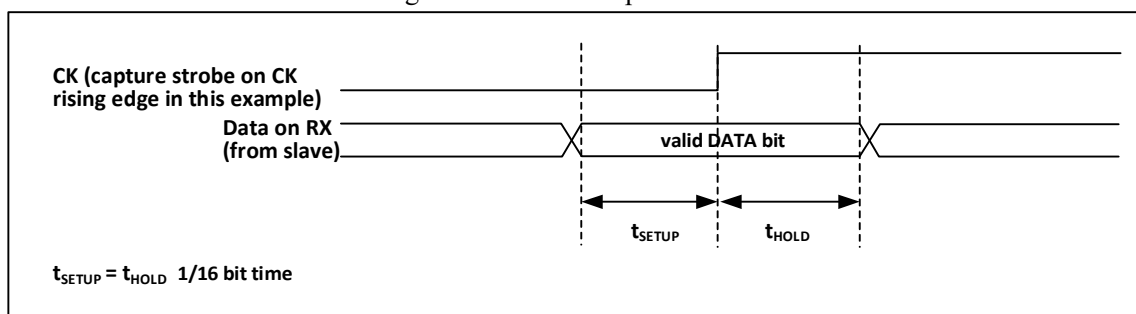 CK (capture strobe on CK
rising edge in this example)
Data on RX
(from slave)
valid DATA bit
tSETUP
tHOLD
tSETUP = tHOLD 1/16 bit time